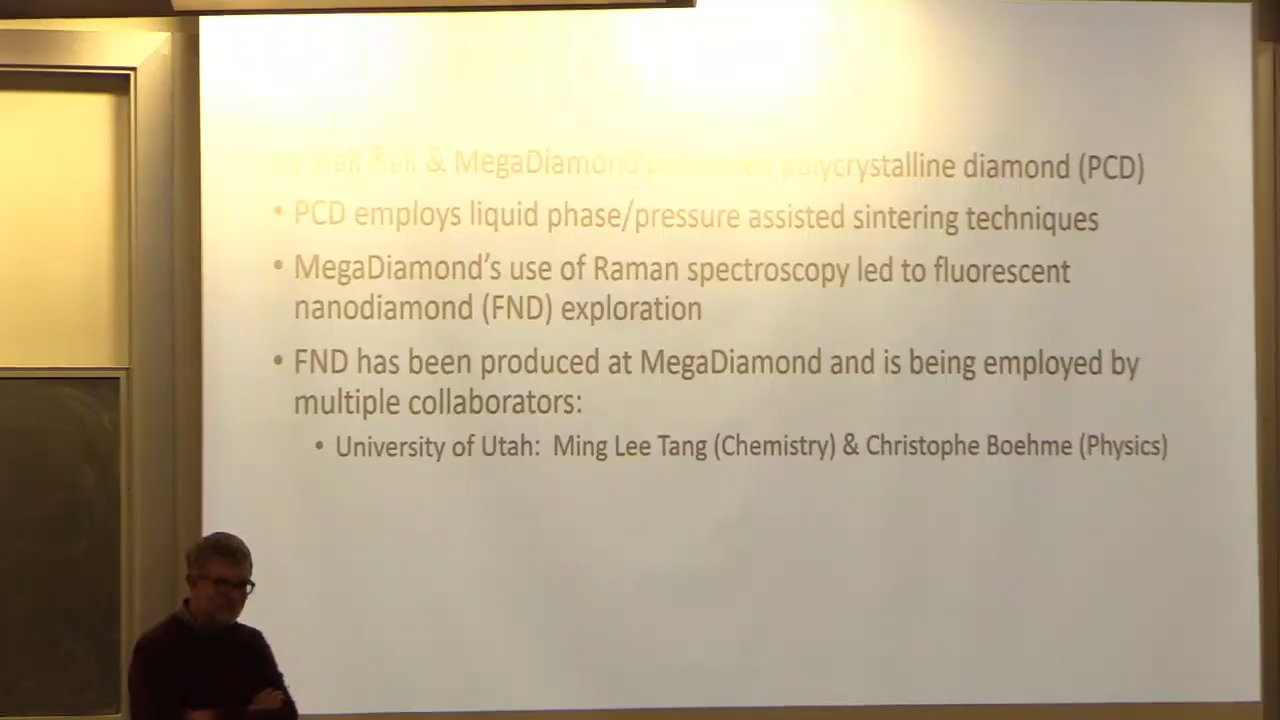 & MegaDiamond polycrystalline diamond (PCD)
• PCD employs liquid phase/pressure assisted sintering techniques
• MegaDiamond's use of Raman spectroscopy led to fluorescent
nanodiamond (FND) exploration
• FND has been produced at MegaDiamond and is being employed by
multiple collaborators:
• University of Utah: Ming Lee Tang (Chemistry) & Christophe Boehme (Physics)